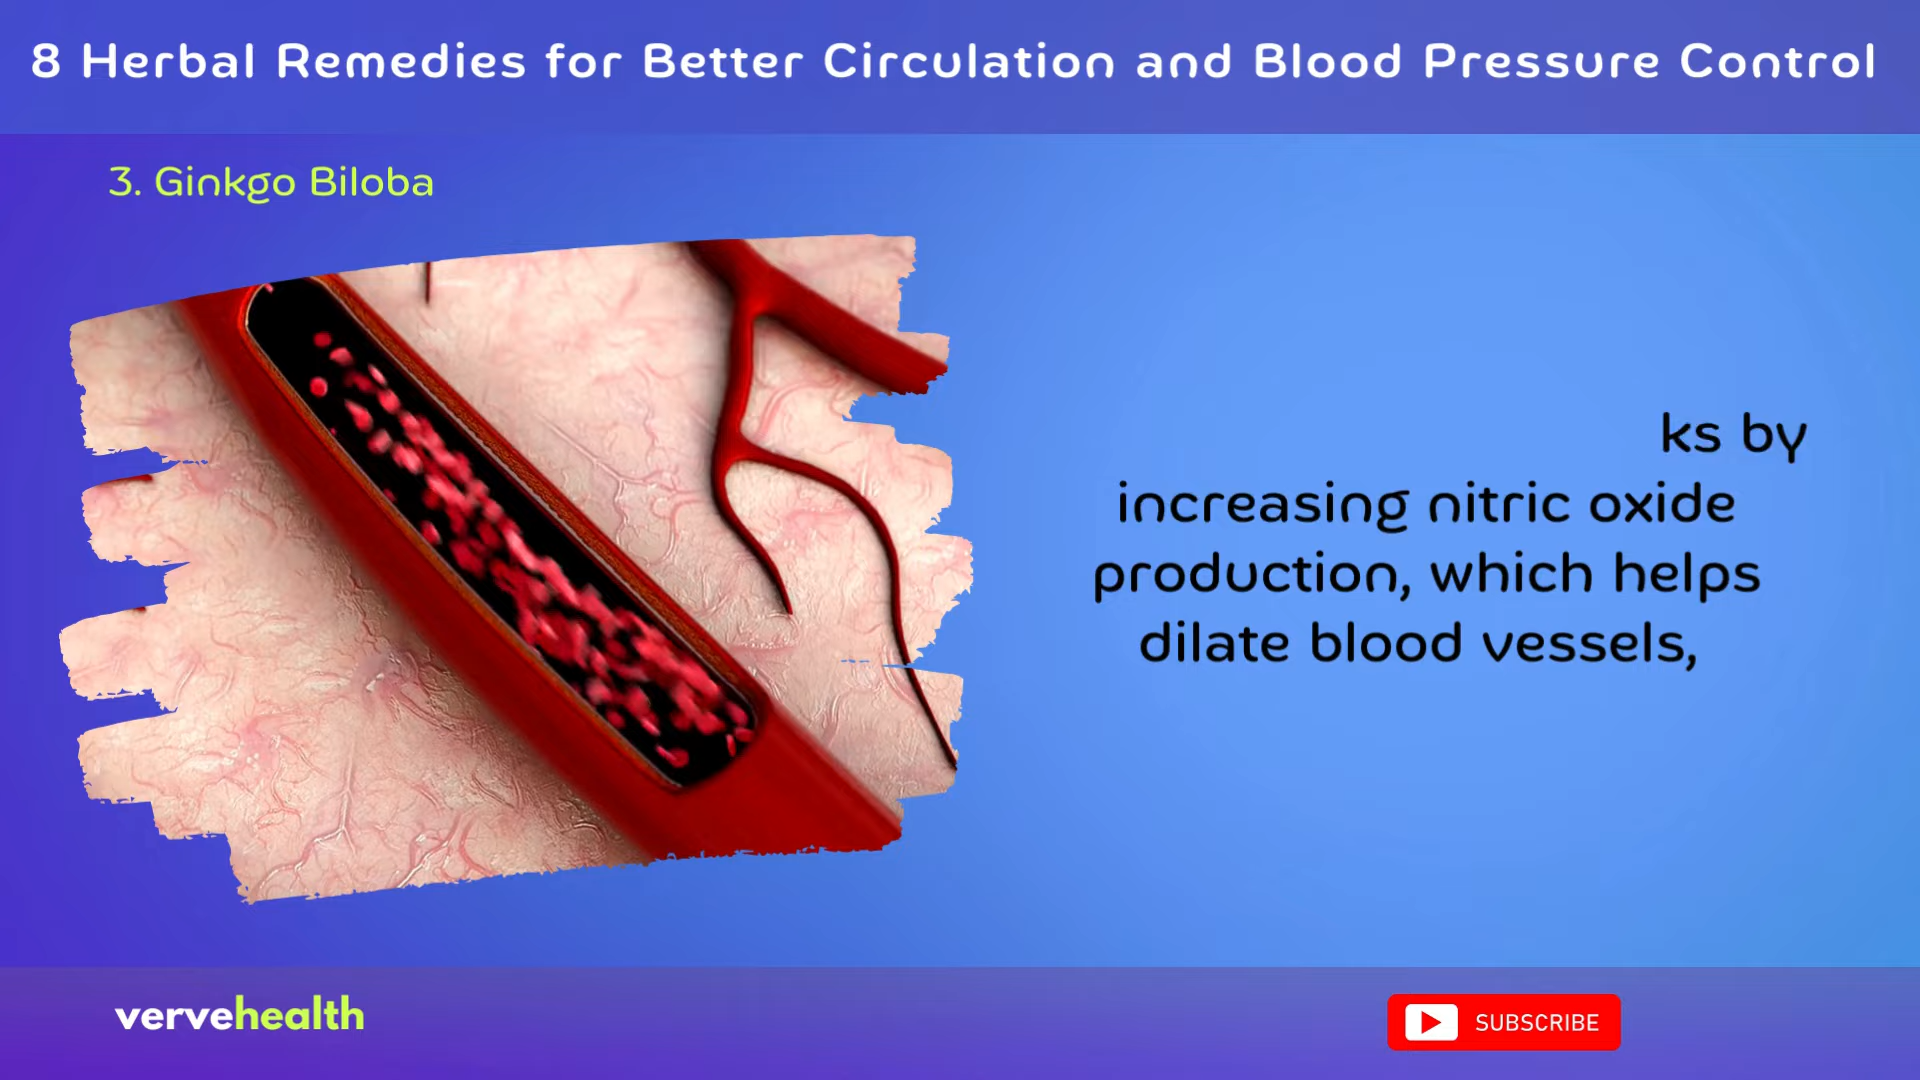 8 Herbal Remedies for Better Circulation and Blood Pressure Control
3. Ginkgo Biloba
ks by
increasing nitric oxide
production, which helps
dilate blood vessels,
vervehealth
SUBSCRIBE